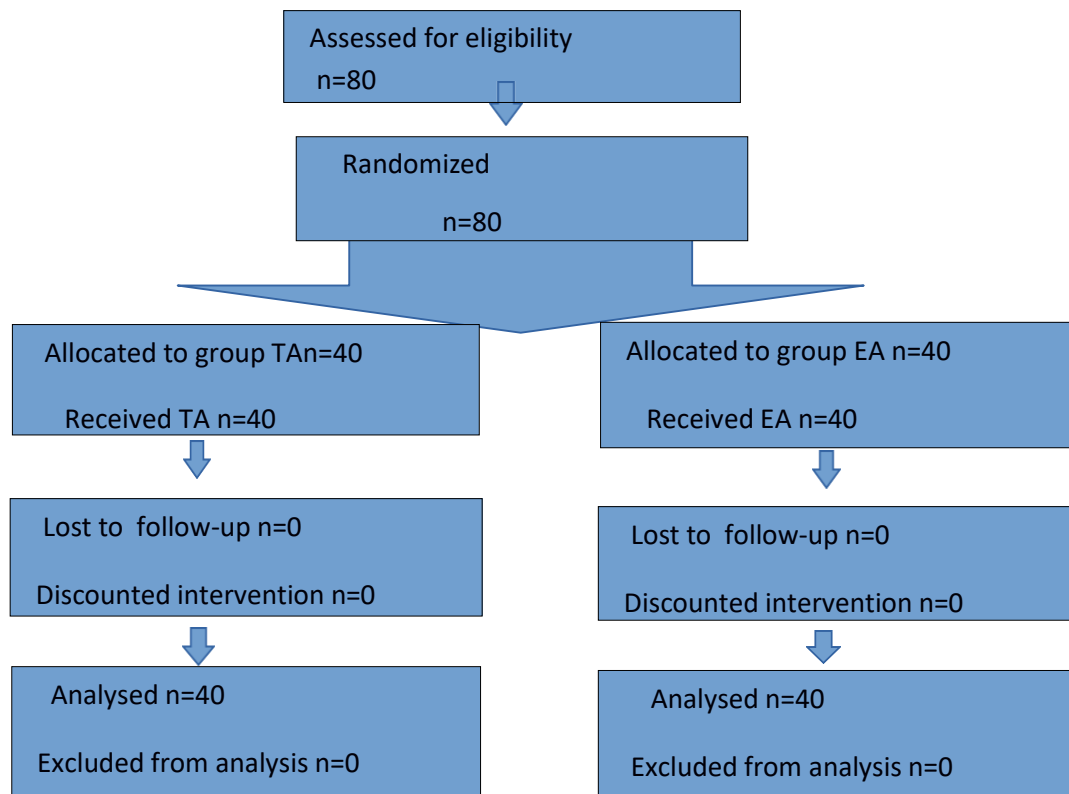 Assessed for eligibility
n=80
Randomized
n=80
Allocated to group TAn=40
Received TA n=40
Allocated to group EA n=40
Received EA n=40
Lost to follow-up n=0
Discounted intervention n=0
Lost to follow-up n=0
Discounted intervention n=0
Analysed n=40
Excluded from analysis n=0
Analysed n=40
Excluded from analysis n=0